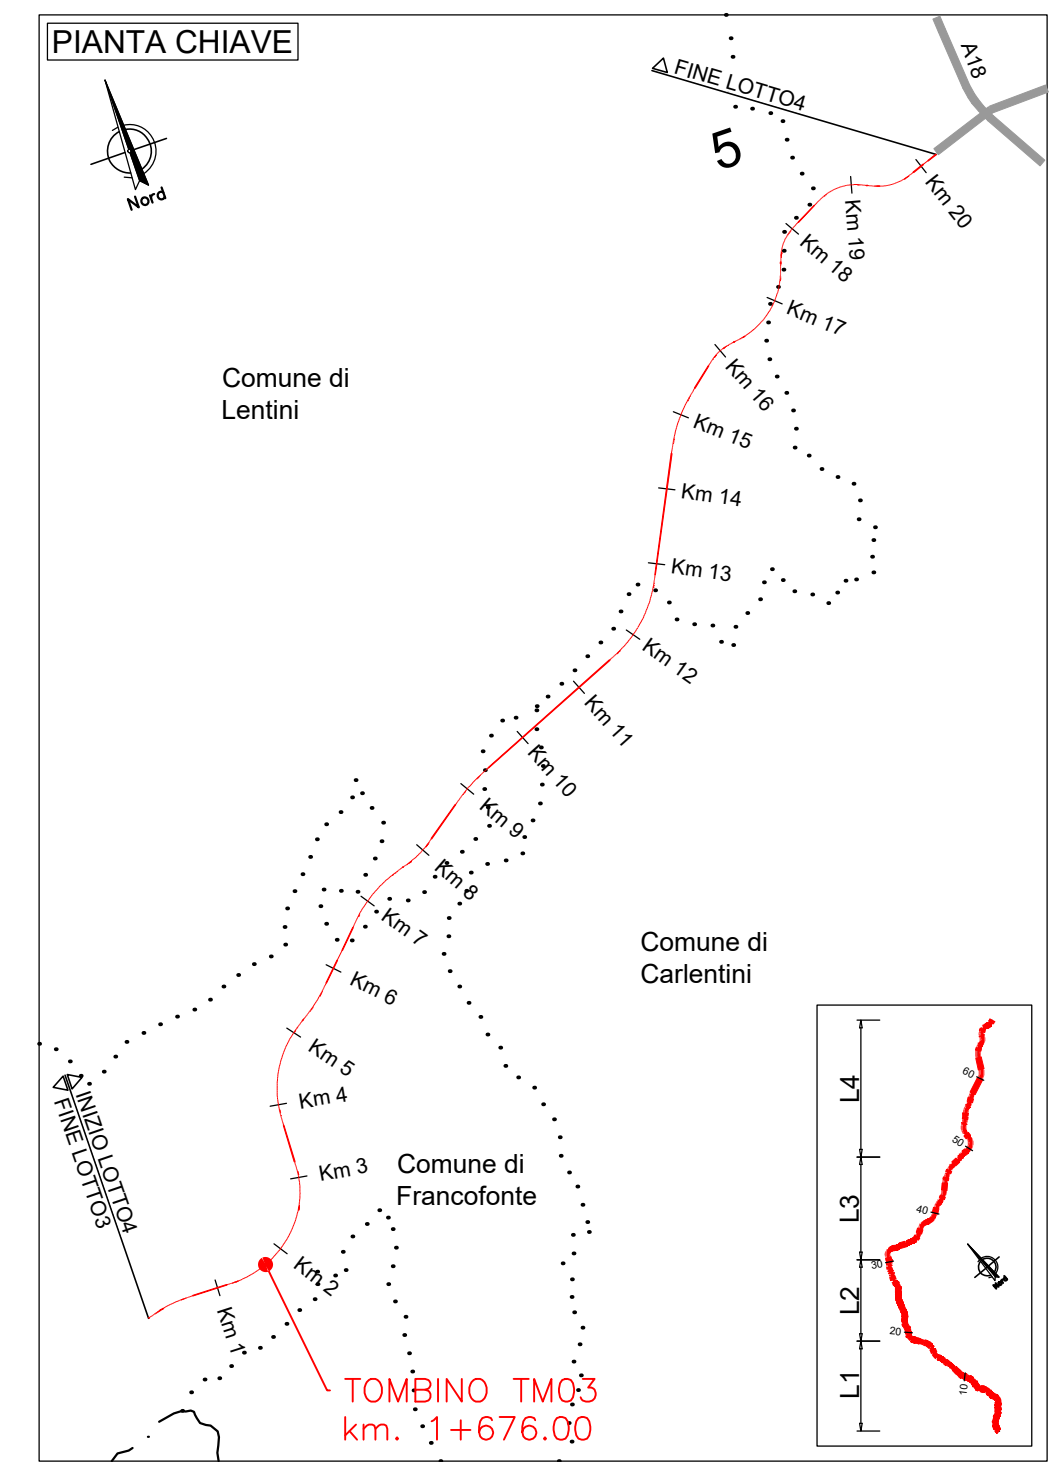 PIANTA CHIAVE
Nord
FINE LOTTO4
A18
5
Km 20
Km 19
Km 18
Km 17
Km 16
Km 15
Km 14
Km 13
Km 12
Km 11
Km 10
Km 9
Km 8
Km 7
Km 6
Km 5
Km 4
Km 3
Km 2
Km 1
Comune di
Lentini
Comune di
Carlentini
Comune di
Francofonte
INIZIO LOTTO4
FINE LOTTO3
TOMBINO TM03
km. 1+676.00
L4
L3
L2
L1
60
50
40
30
20
10